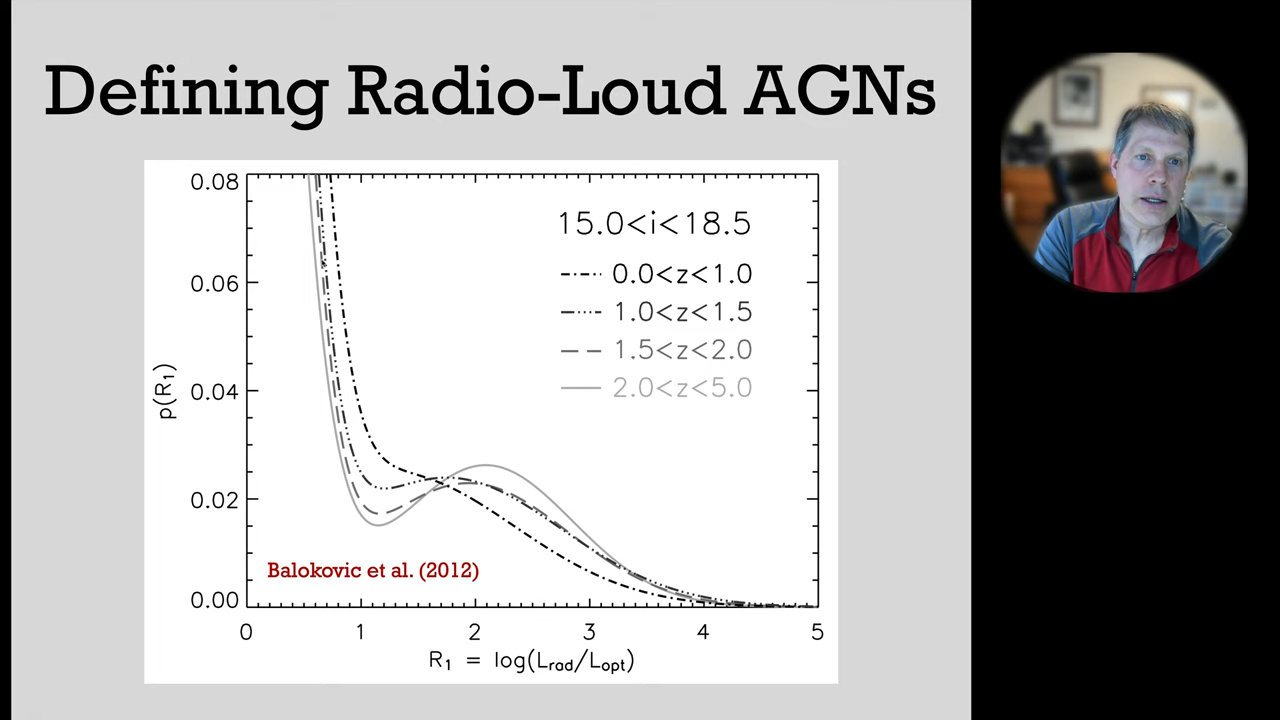 Defining Radio-Loud AGNs
0.08
0.06
0.04
0.02
0.00
p(R₁)
15.0<i<18.5
0.0<z<1.0
1.0<z<1.5
1.5<z<2.0
2.0<z<5.0
Balokovic et al. (2012)
0 1 2 3 4 5
R₁ = log(Lrad/Lopt)